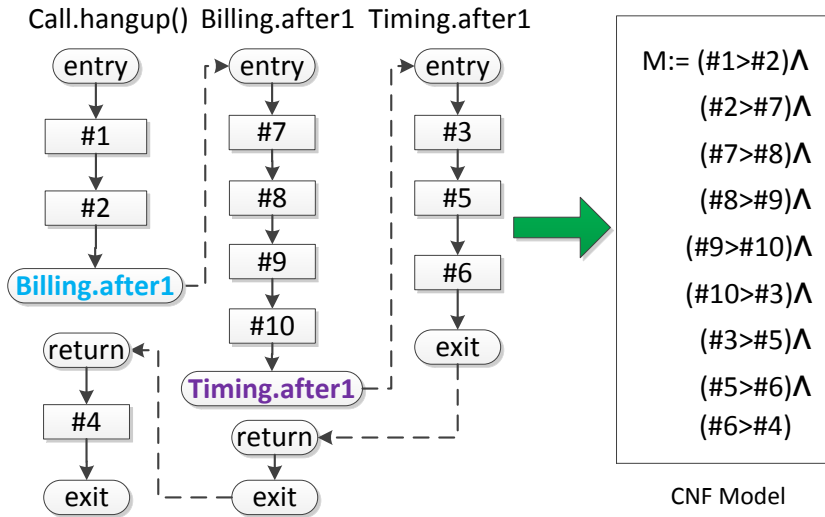 Call.hangup() Billing.after1 Timing.after1
entry
#1
#2
Billing.after1
return
#4
exit
entry
#7
#8
#9
#10
Timing.after1
return
exit
entry
#3
#5
#6
exit
M:= (#1>#2)Λ
(#2>#7)Λ
(#7>#8)Λ
(#8>#9)Λ
(#9>#10)Λ
(#10>#3)Λ
(#3>#5)Λ
(#5>#6)Λ
(#6>#4)
CNF Model